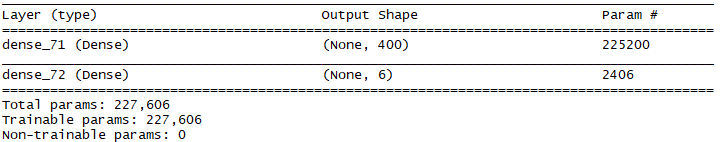 Layer (type) Output Shape Param #
dense_71 (Dense) (None, 400) 225200
dense_72 (Dense) (None, 6) 2406
Total params: 227,606
Trainable params: 227,606
Non-trainable params: 0